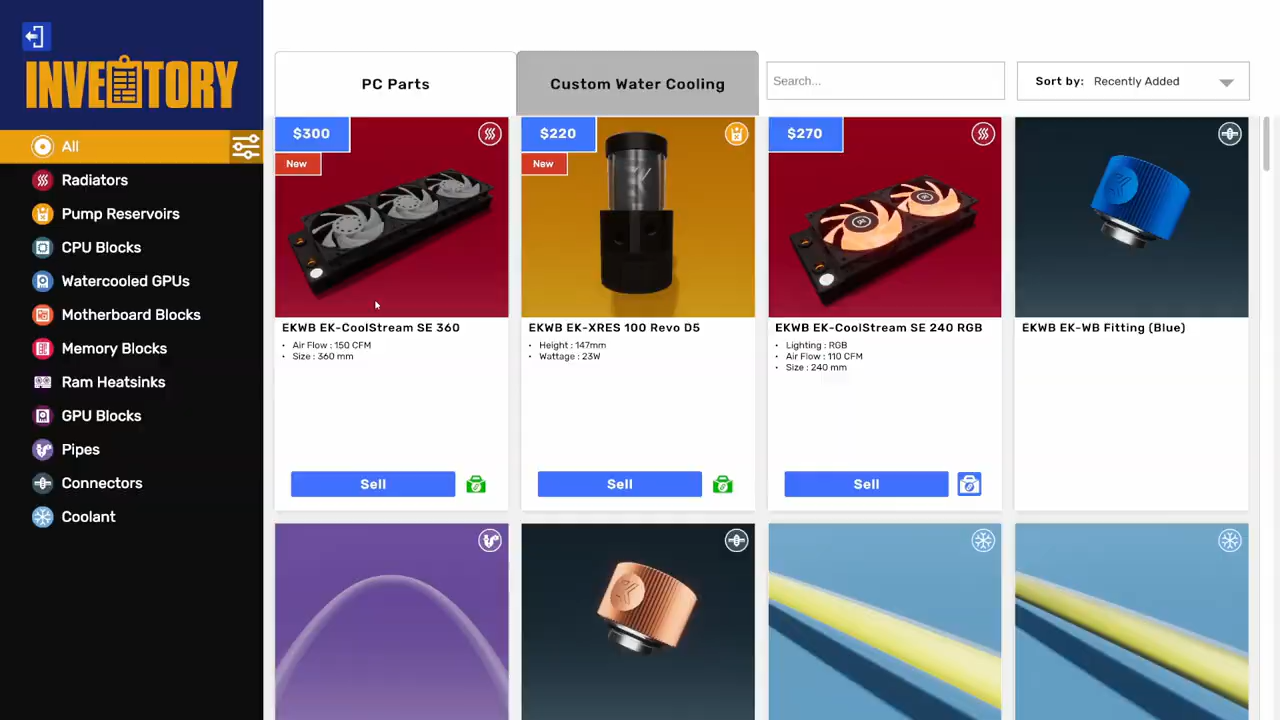 INVENTORY
PC Parts
Custom Water Cooling
Search...
Sort by: Recently Added
All
Radiators
Pump Reservoirs
CPU Blocks
Watercooled GPUs
Motherboard Blocks
Memory Blocks
Ram Heatsinks
GPU Blocks
Pipes
Connectors
Coolant
$300
New
EKWB EK-CoolStream SE 360
• Air Flow : 150 CFM
• Size : 360 mm
Sell
$220
New
EKWB EK-XRES 100 Revo D5
• Height : 147mm
• Wattage : 23W
Sell
$270
EKWB EK-CoolStream SE 240 RGB
• Lighting : RGB
• Air Flow : 110 CFM
• Size : 240 mm
Sell
EKWB EK-WB Fitting (Blue)